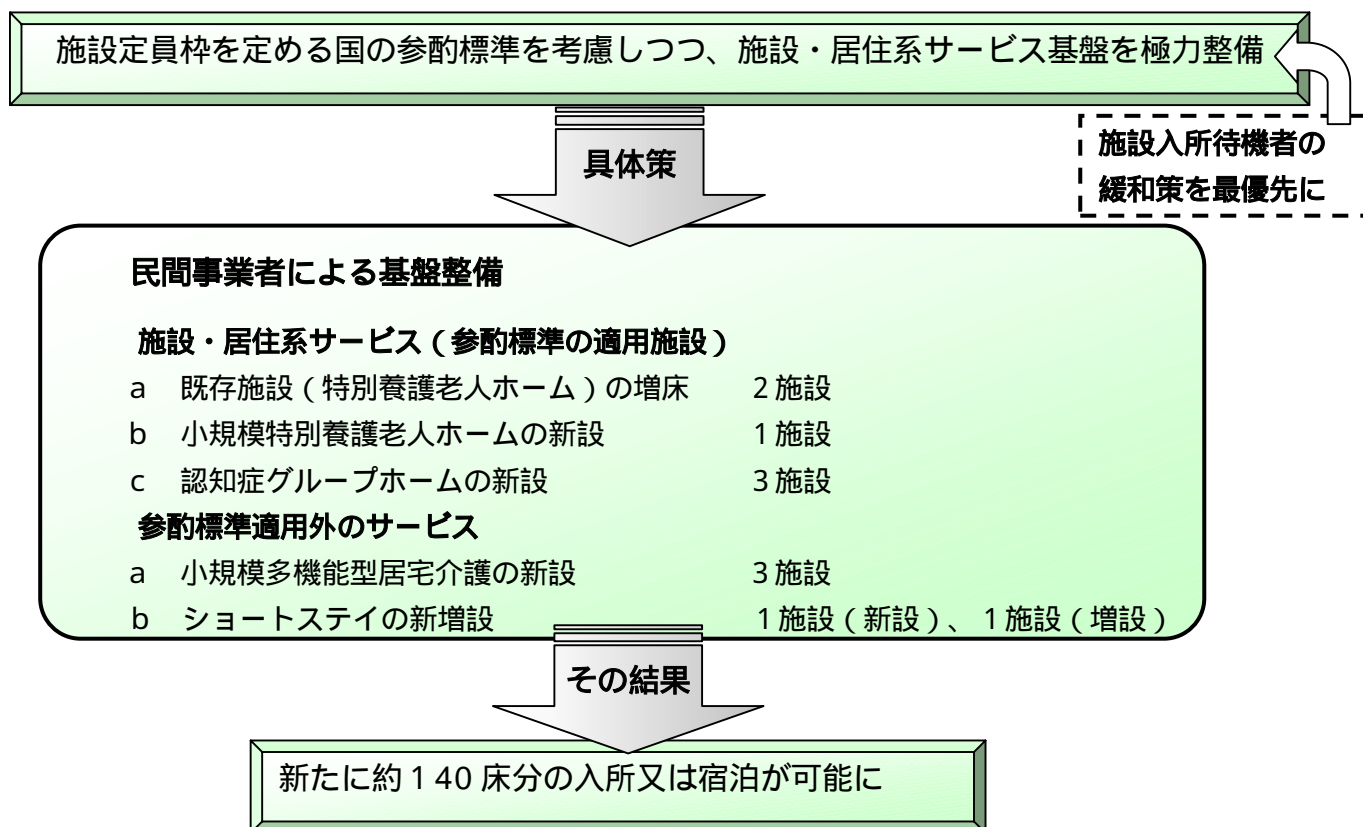 施設定員枠を定める国の参酌標準を考慮しつつ、施設・居住系サービス基盤を極力整備
施設入所待機者の
緩和策を最優先に
具体策
民間事業者による基盤整備
施設・居住系サービス（参酌標準の適用施設）
a 既存施設（特別養護老人ホーム）の増床 2施設
b 小規模特別養護老人ホームの新設 1施設
c 認知症グループホームの新設 3施設
参酌標準適用外のサービス
a 小規模多機能型居宅介護の新設 3施設
b ショートステイの新増設 1施設（新設）、1施設（増設）
その結果
新たに約140床分の入所又は宿泊が可能に